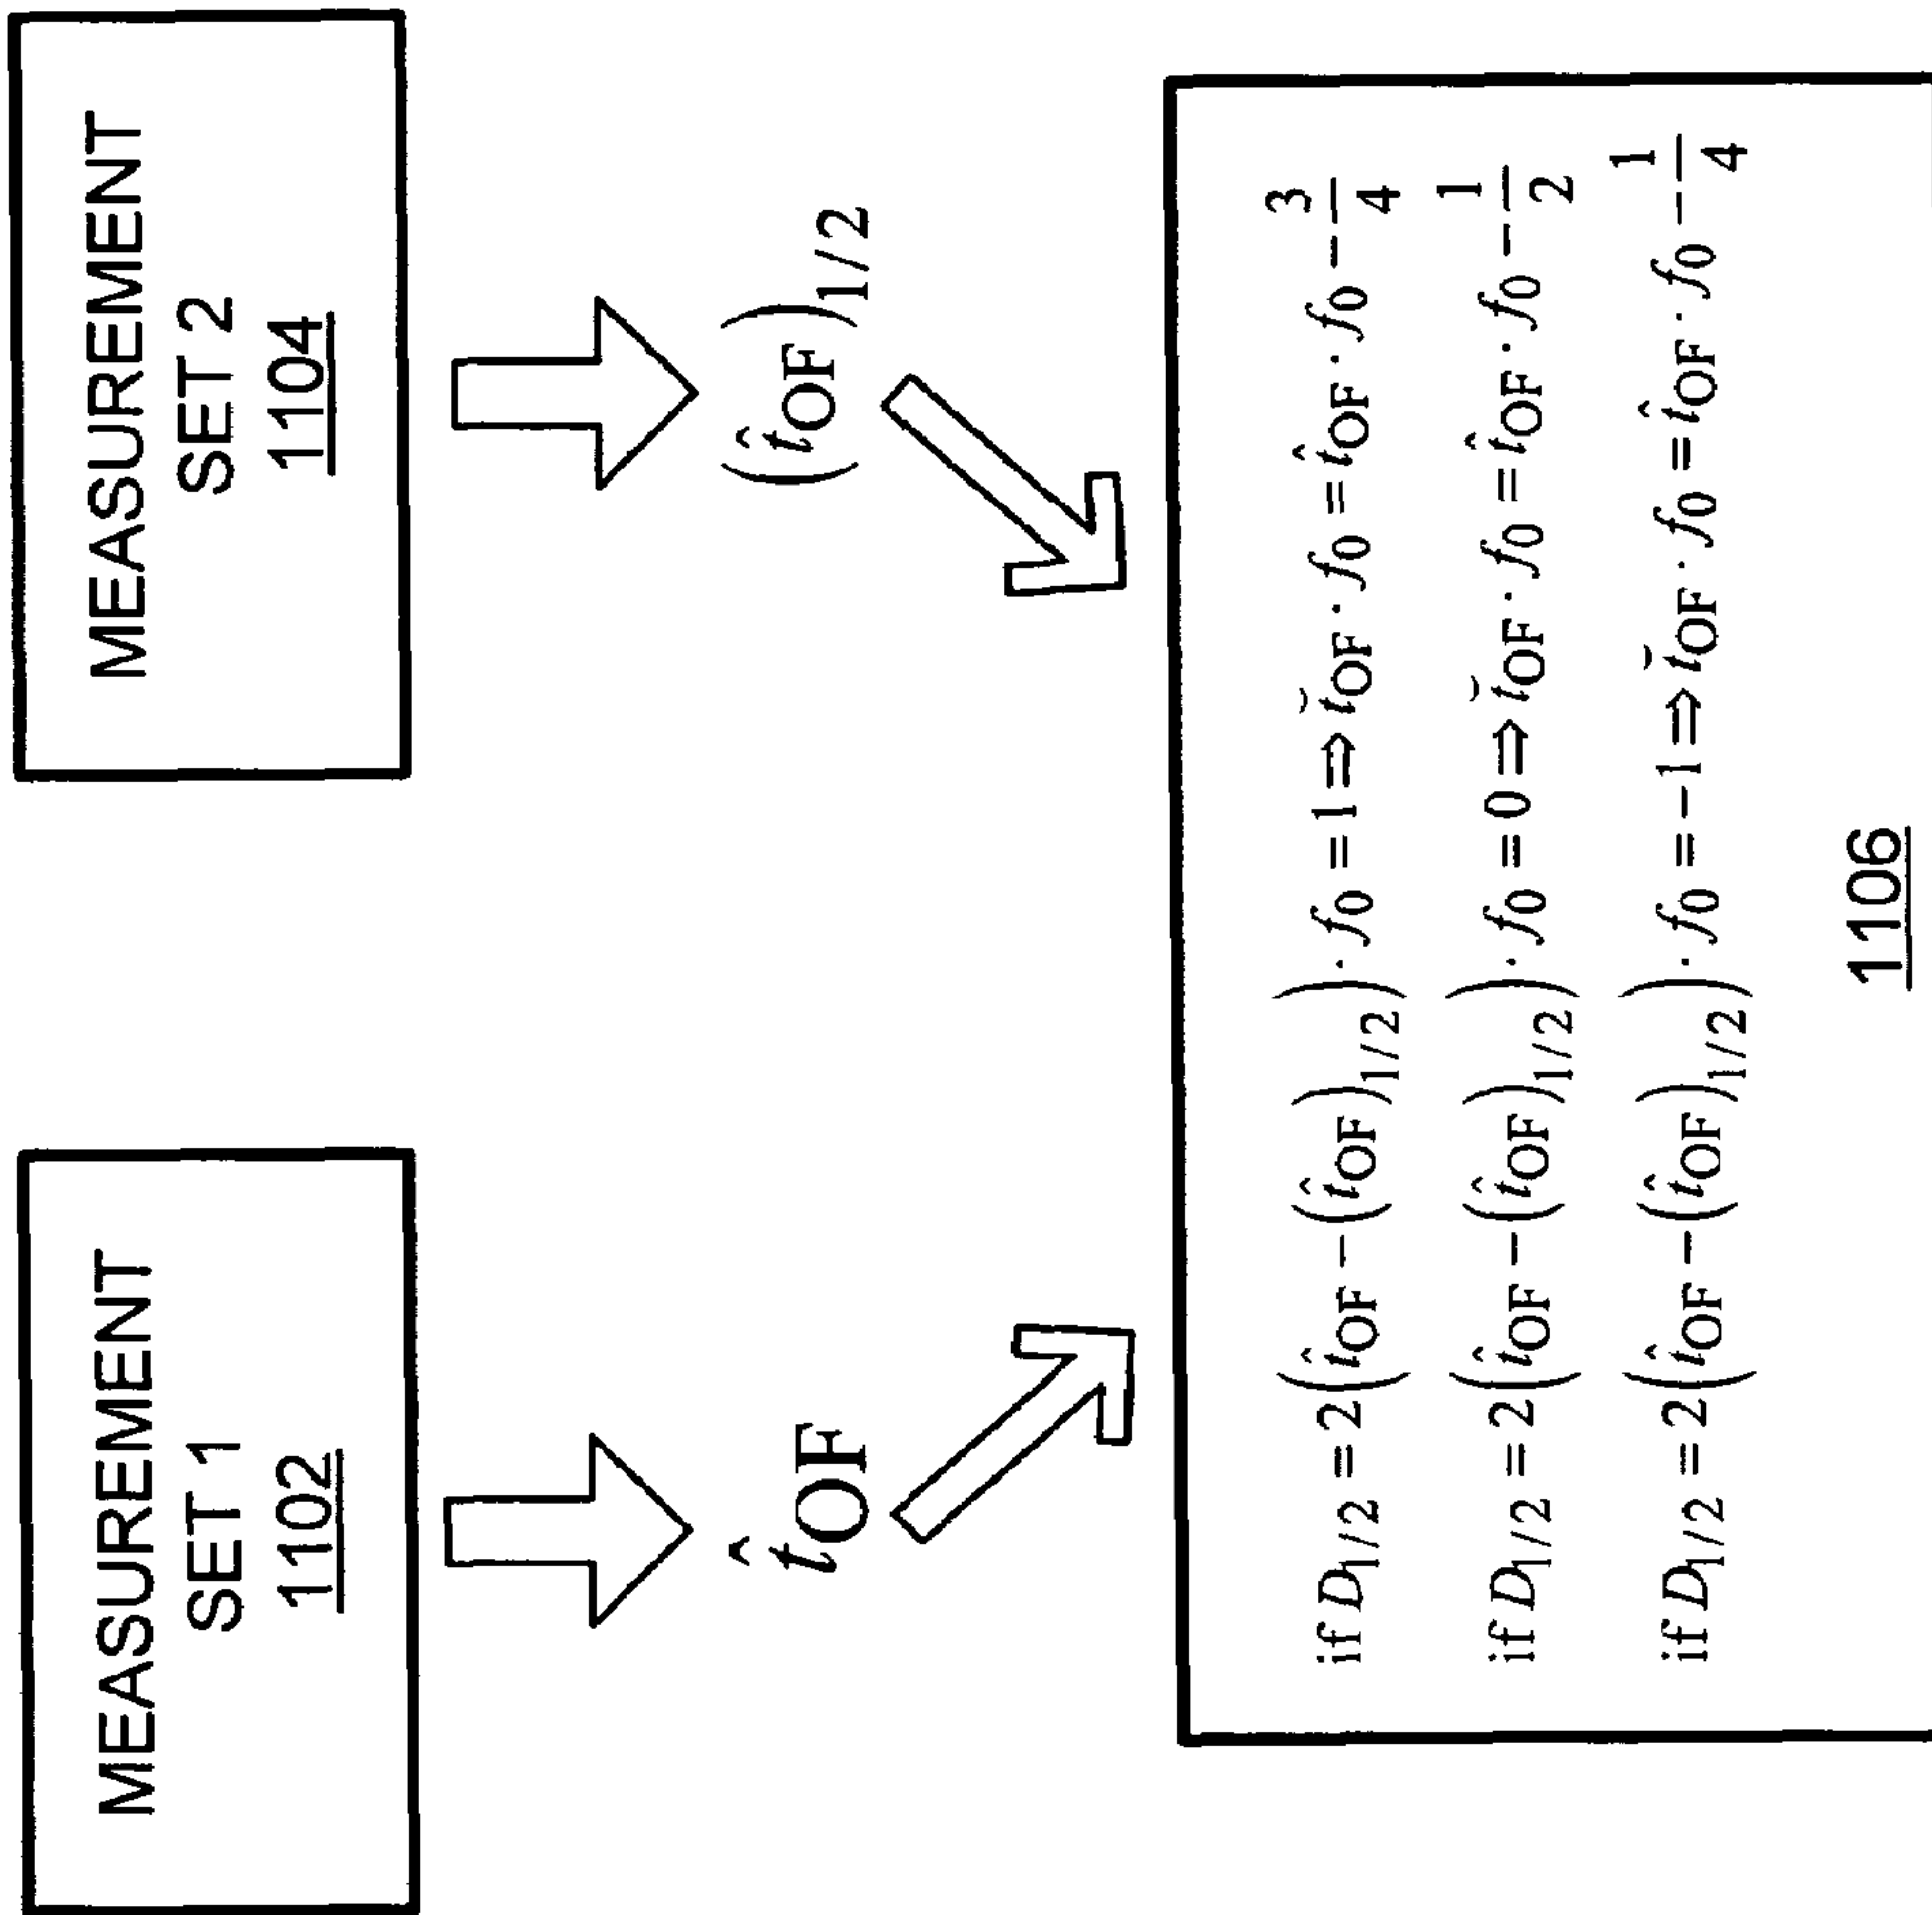 MEASUREMENT
SET 1
1102
MEASUREMENT
SET 2
1104
t̂OF
(t̂OF)1/2
if D1/2 = 2(t̂OF − (t̂OF)1/2) · f0 = 1 ⇒ t̆OF · f0 = t̂OF · f0 − 3/4
if D1/2 = 2(t̂OF − (t̂OF)1/2) · f0 = 0 ⇒ t̆OF · f0 = t̂OF · f0 − 1/2
if D1/2 = 2(t̂OF − (t̂OF)1/2) · f0 = −1 ⇒ t̆OF · f0 = t̂OF · f0 − 1/4
1106